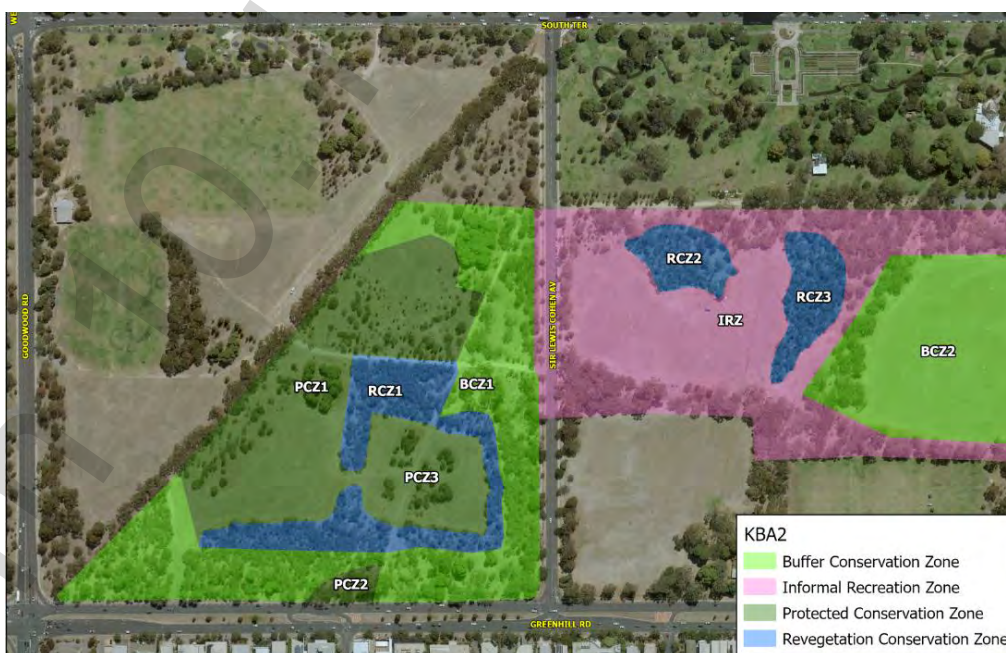 WE
SOUTH TER
GOODWOOD RD
SIR LEWIS COHEN AV
RCZ2
RCZ3
IRZ
BCZ2
PCZ1
RCZ1
BCZ1
PCZ3
PCZ2
GREENHILL RD
KBA2
Buffer Conservation Zone
Informal Recreation Zone
Protected Conservation Zone
Revegetation Conservation Zone